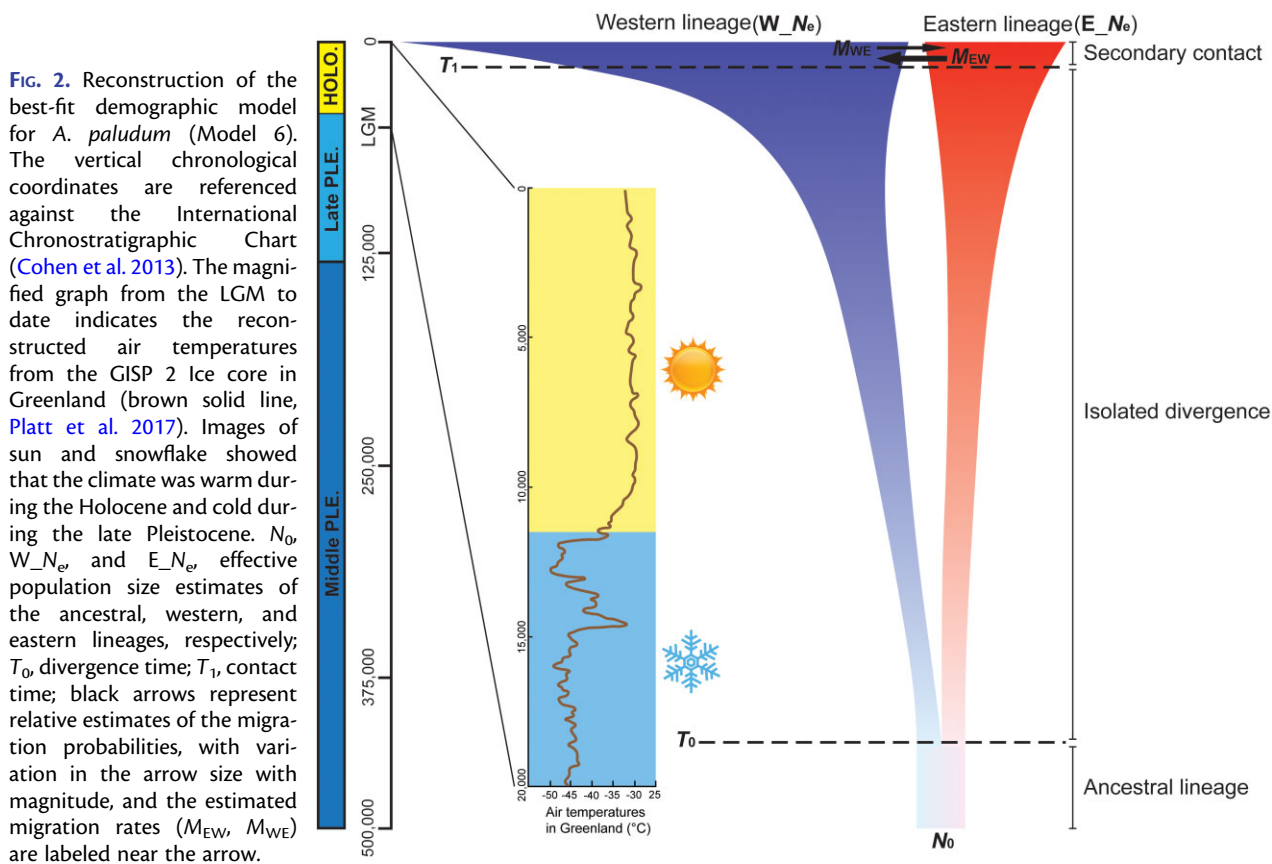 FIG. 2. Reconstruction of the
best-fit demographic model
for A. paludum (Model 6).
The vertical chronological
coordinates are referenced
against the International
Chronostratigraphic Chart
(Cohen et al. 2013). The magni-
fied graph from the LGM to
date indicates the recon-
structed air temperatures
from the GISP 2 Ice core in
Greenland (brown solid line,
Platt et al. 2017). Images of
sun and snowflake showed
that the climate was warm dur-
ing the Holocene and cold dur-
ing the late Pleistocene. N0,
W_Ne, and E_Ne, effective
population size estimates of
the ancestral, western, and
eastern lineages, respectively;
T0, divergence time; T1, contact
time; black arrows represent
relative estimates of the migra-
tion probabilities, with vari-
ation in the arrow size with
magnitude, and the estimated
migration rates (MEW, MWE)
are labeled near the arrow.
Western lineage(W_Ne)
Eastern lineage(E_Ne)
HOLO.
Late PLE.
Middle PLE.
0
LGM
125,000
250,000
375,000
500,000
T1
MWE
MEW
Secondary contact
Isolated divergence
Ancestral lineage
T0
N0
0
5,000
10,000
15,000
20,000
-50 -45 -40 -35 -30 25
Air temperatures
in Greenland (°C)